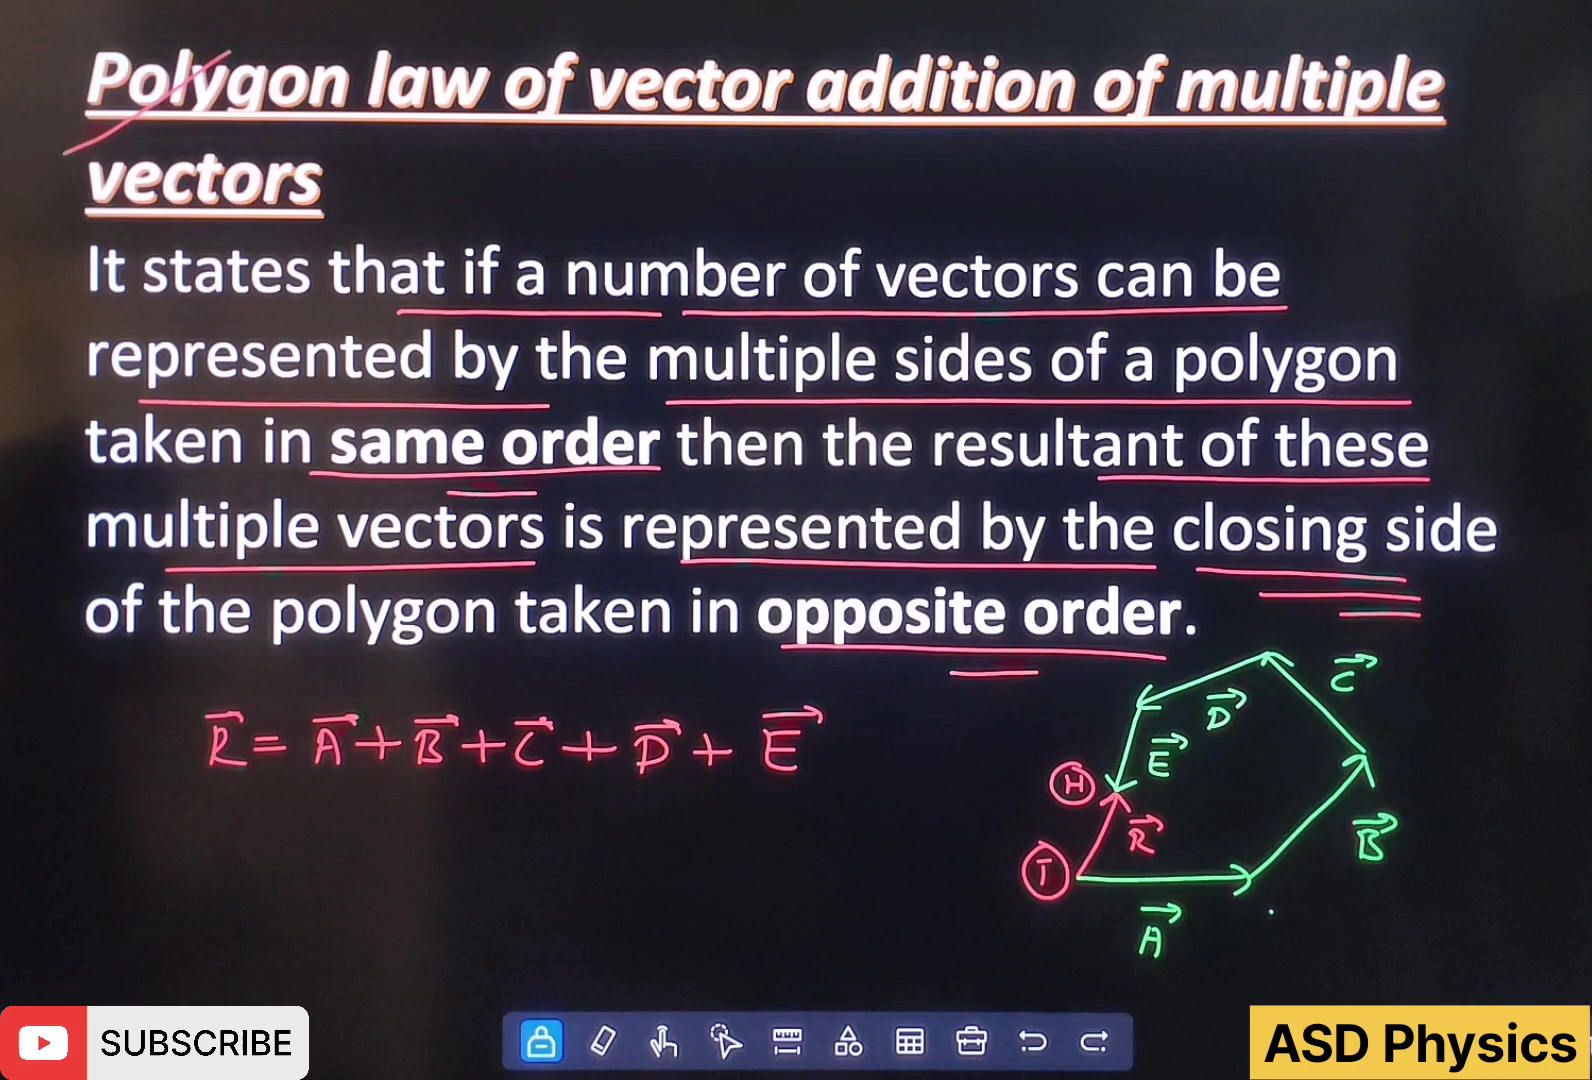 Polygon law of vector addition of multiple
vectors
It states that if a number of vectors can be
represented by the multiple sides of a polygon
taken in same order then the resultant of these
multiple vectors is represented by the closing side
of the polygon taken in opposite order.
R⃗ = A⃗ + B⃗ + C⃗ + D⃗ + E⃗
C⃗
D⃗
E⃗
H
R⃗
B⃗
T
A⃗
SUBSCRIBE
ASD Physics